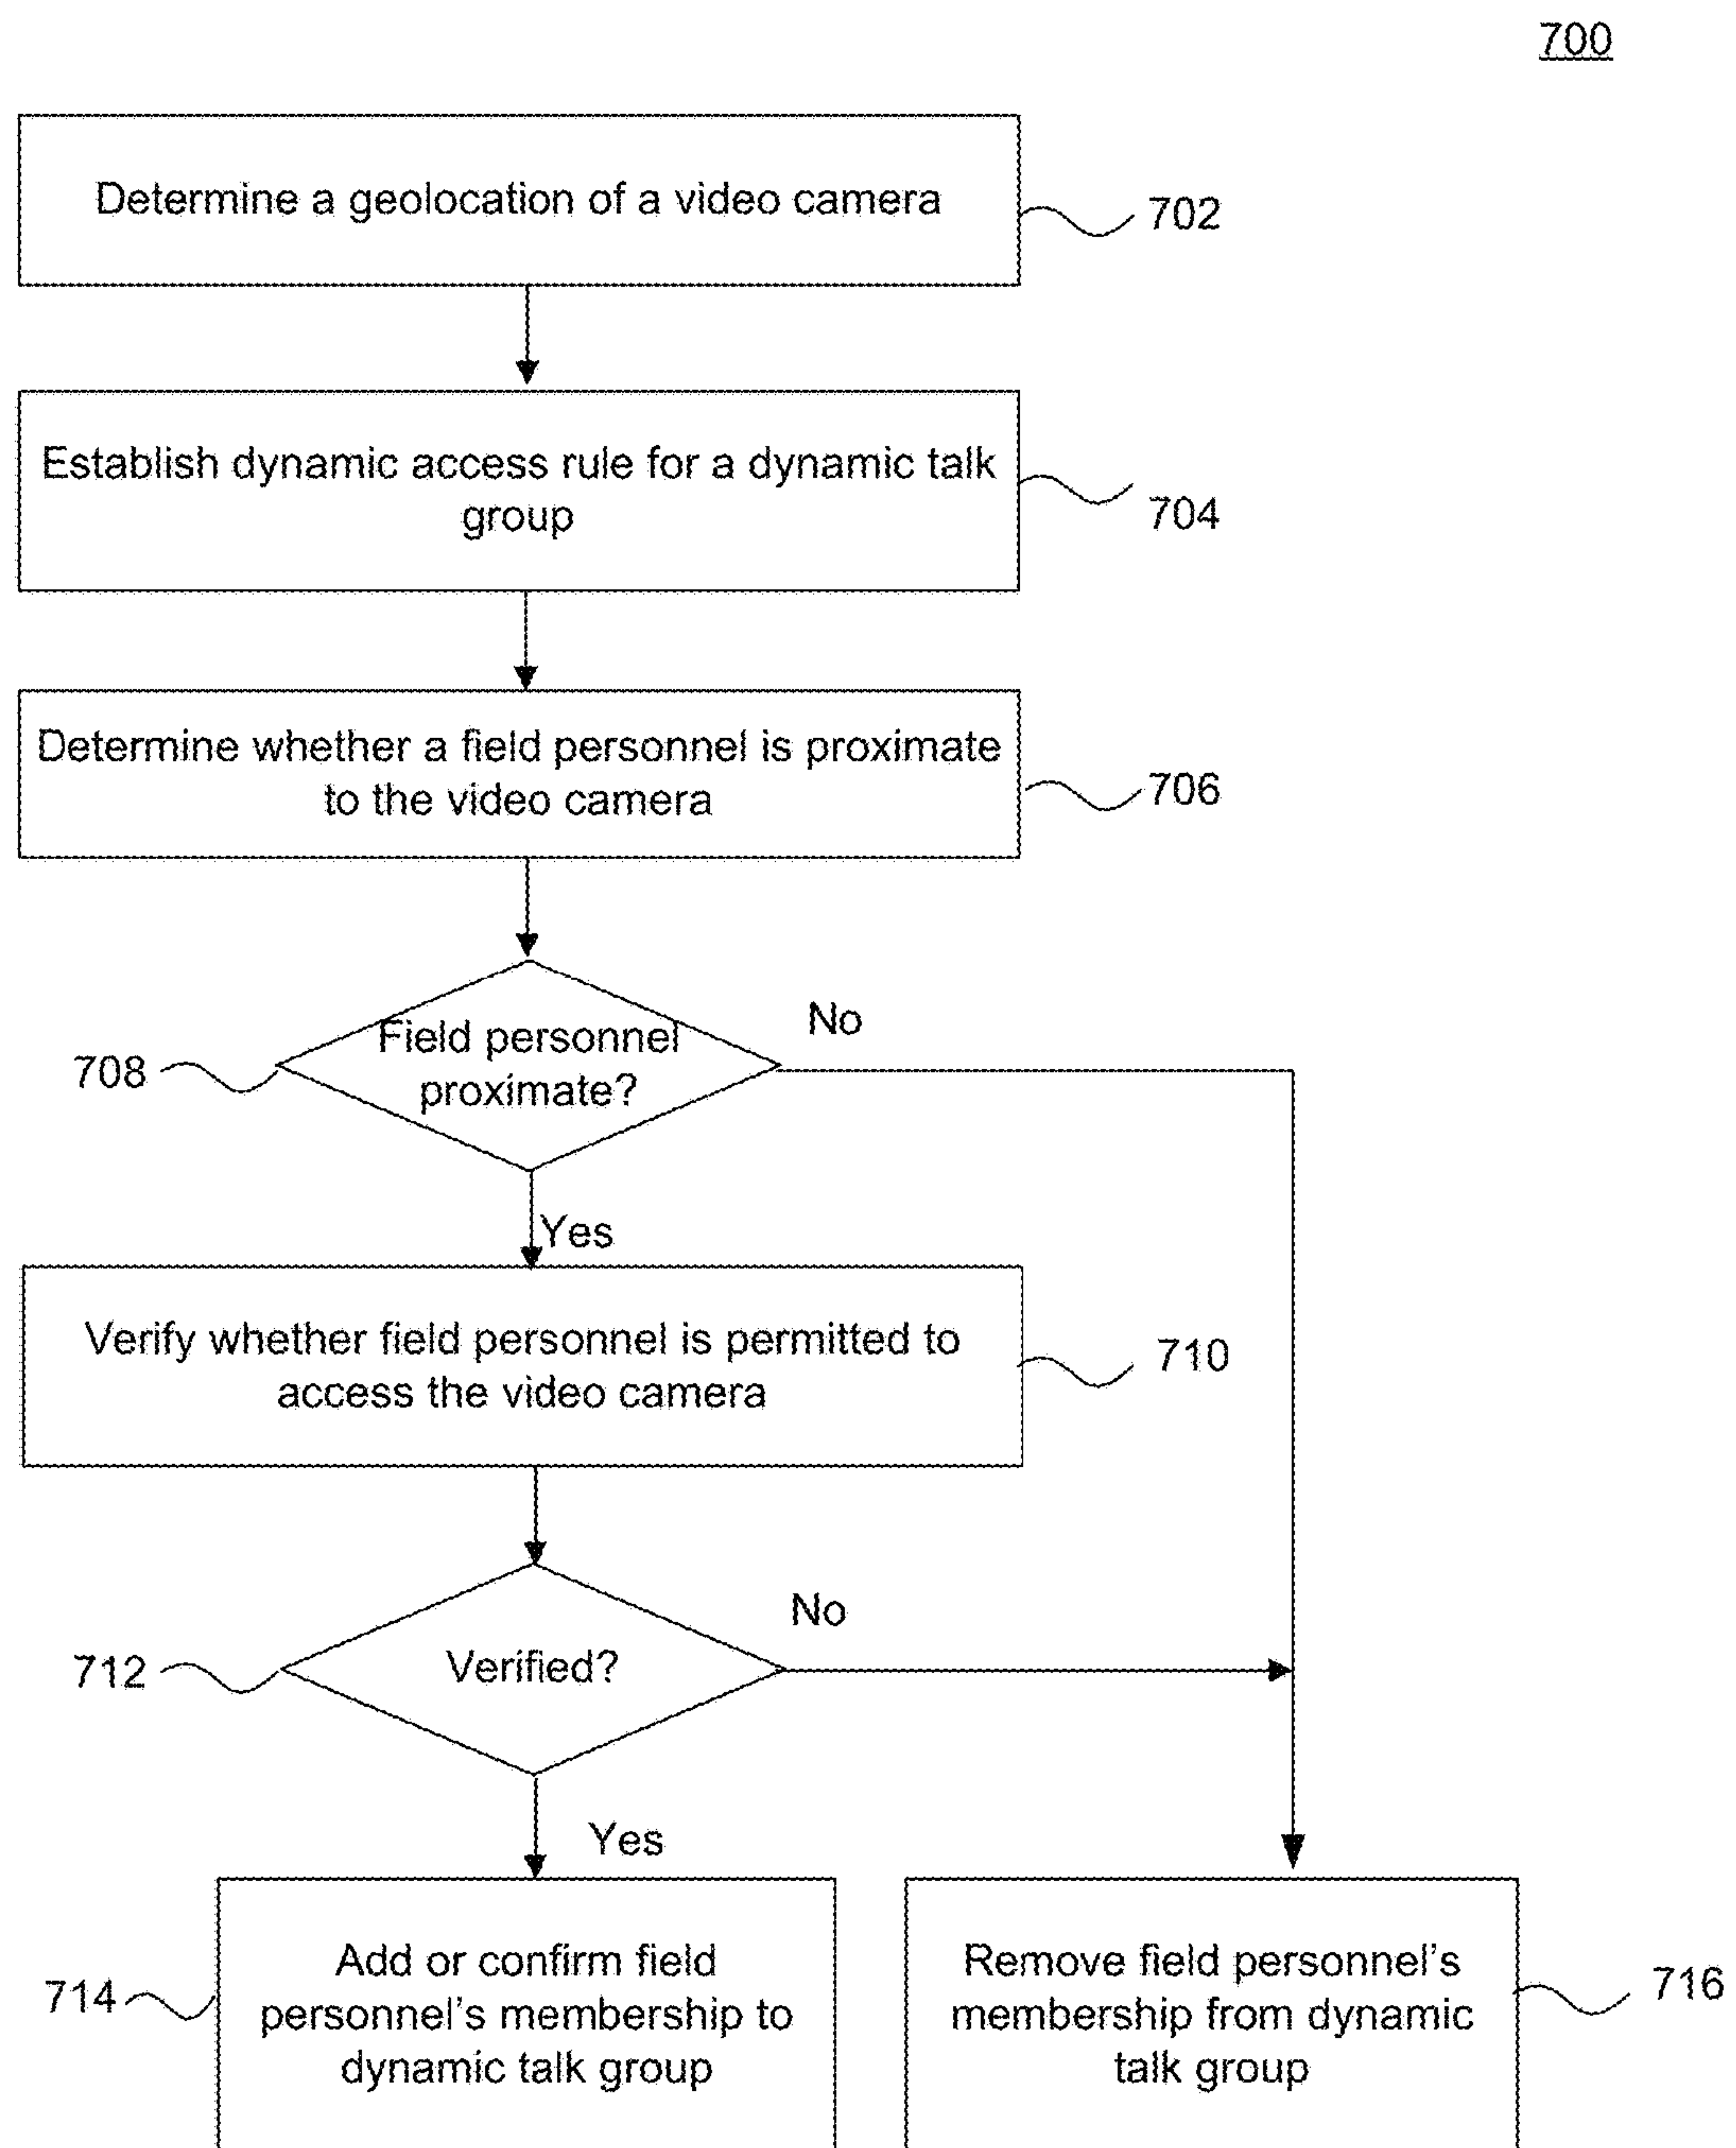 700
Determine a geolocation of a video camera
702
Establish dynamic access rule for a dynamic talk
group
704
Determine whether a field personnel is proximate
to the video camera
706
Field personnel
proximate?
708
No
Yes
Verify whether field personnel is permitted to
access the video camera
710
Verified?
712
No
Yes
Add or confirm field
personnel's membership to
dynamic talk group
714
Remove field personnel's
membership from dynamic
talk group
716